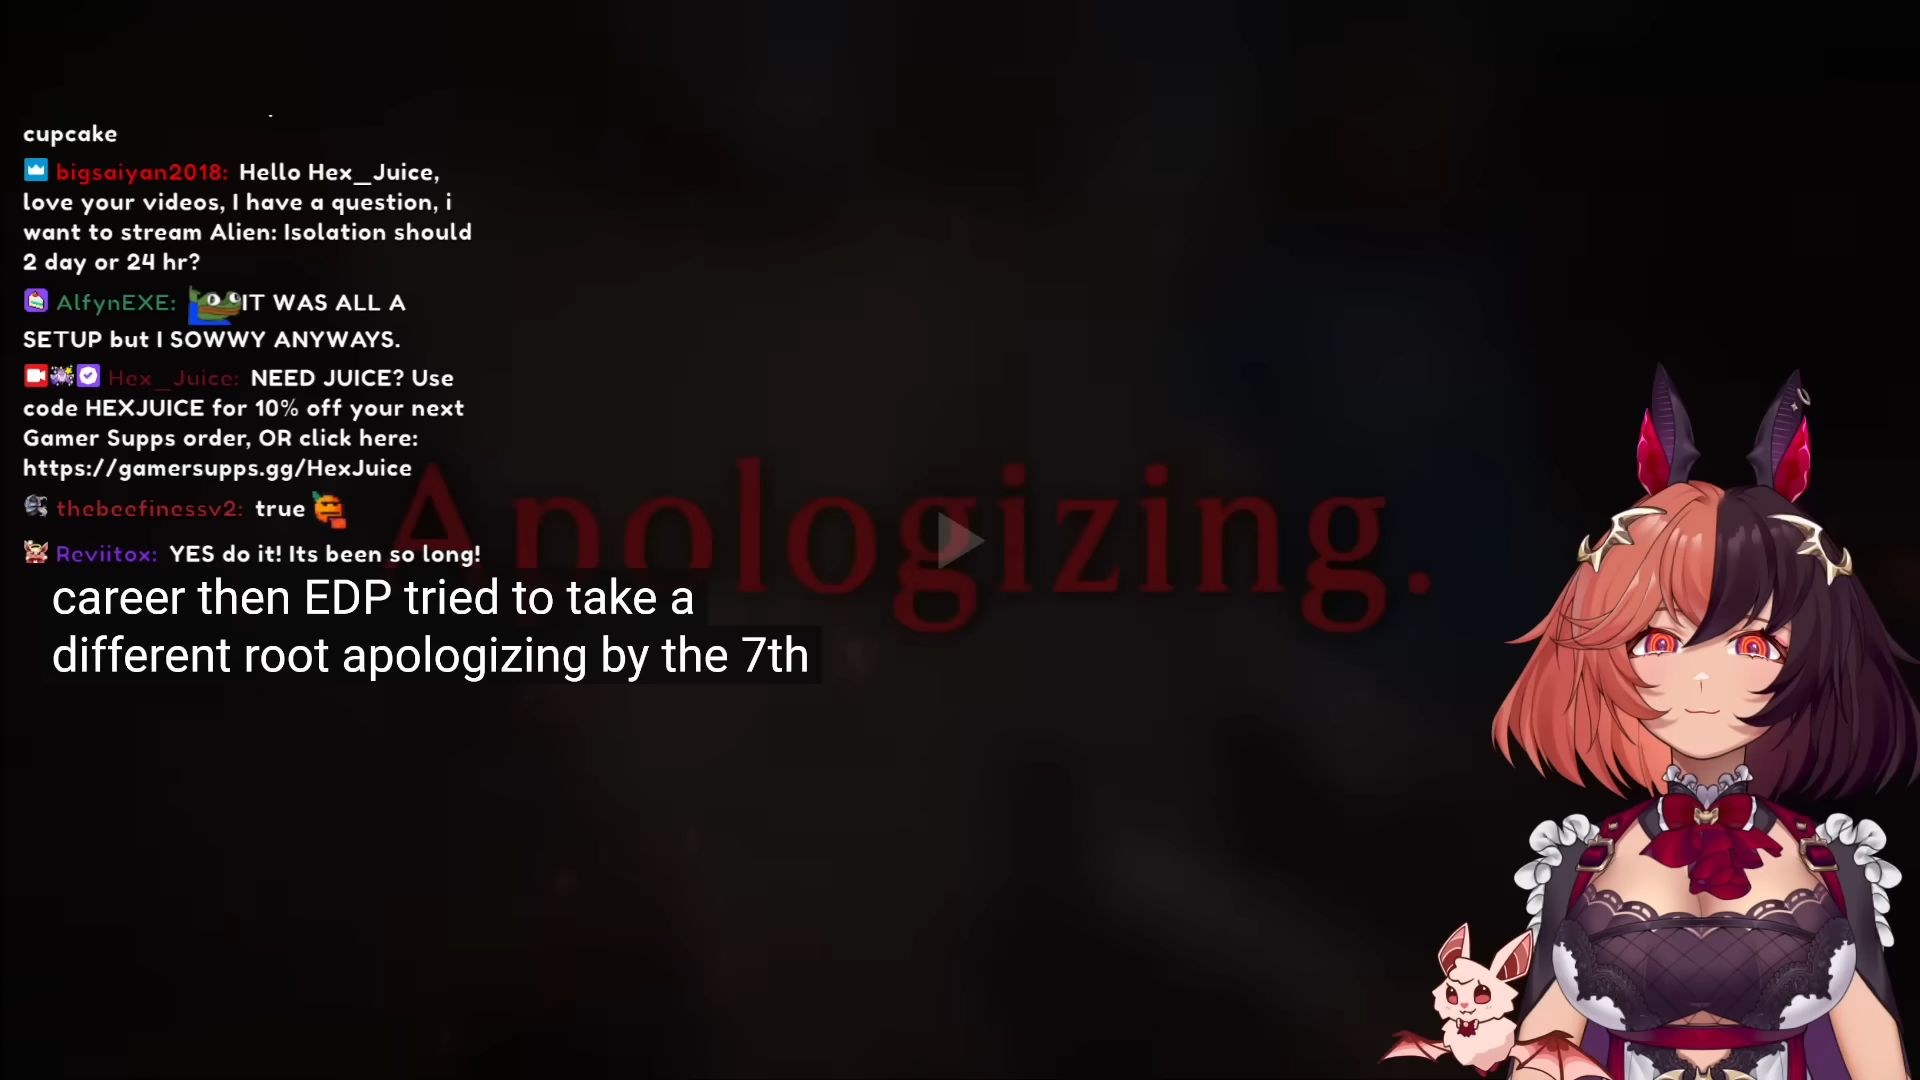 cupcake
bigsaiyan2018: Hello Hex_Juice,
love your videos, I have a question, i
want to stream Alien: Isolation should
2 day or 24 hr?
AlfynEXE: IT WAS ALL A
SETUP but I SOWWY ANYWAYS.
Hex_Juice: NEED JUICE? Use
code HEXJUICE for 10% off your next
Gamer Supps order, OR click here:
https://gamersupps.gg/HexJuice
thebeefinessv2: true
Reviitox: YES do it! Its been so long!
Apologizing.
career then EDP tried to take a
different root apologizing by the 7th